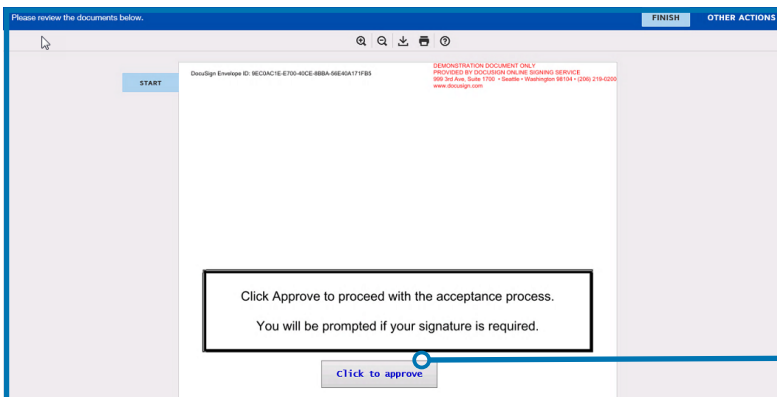 Please review the documents below.
FINISH
OTHER ACTIONS
START
DocuSign Envelope ID: 9EC0AC1E-E700-40CE-8BBA-56E40A171FB5
DEMONSTRATION DOCUMENT ONLY
PROVIDED BY DOCUSIGN ONLINE SIGNING SERVICE
999 3rd Ave, Suite 1700 • Seattle • Washington 98104 • (206) 219-0200
www.docusign.com
Click Approve to proceed with the acceptance process.
You will be prompted if your signature is required.
Click to approve